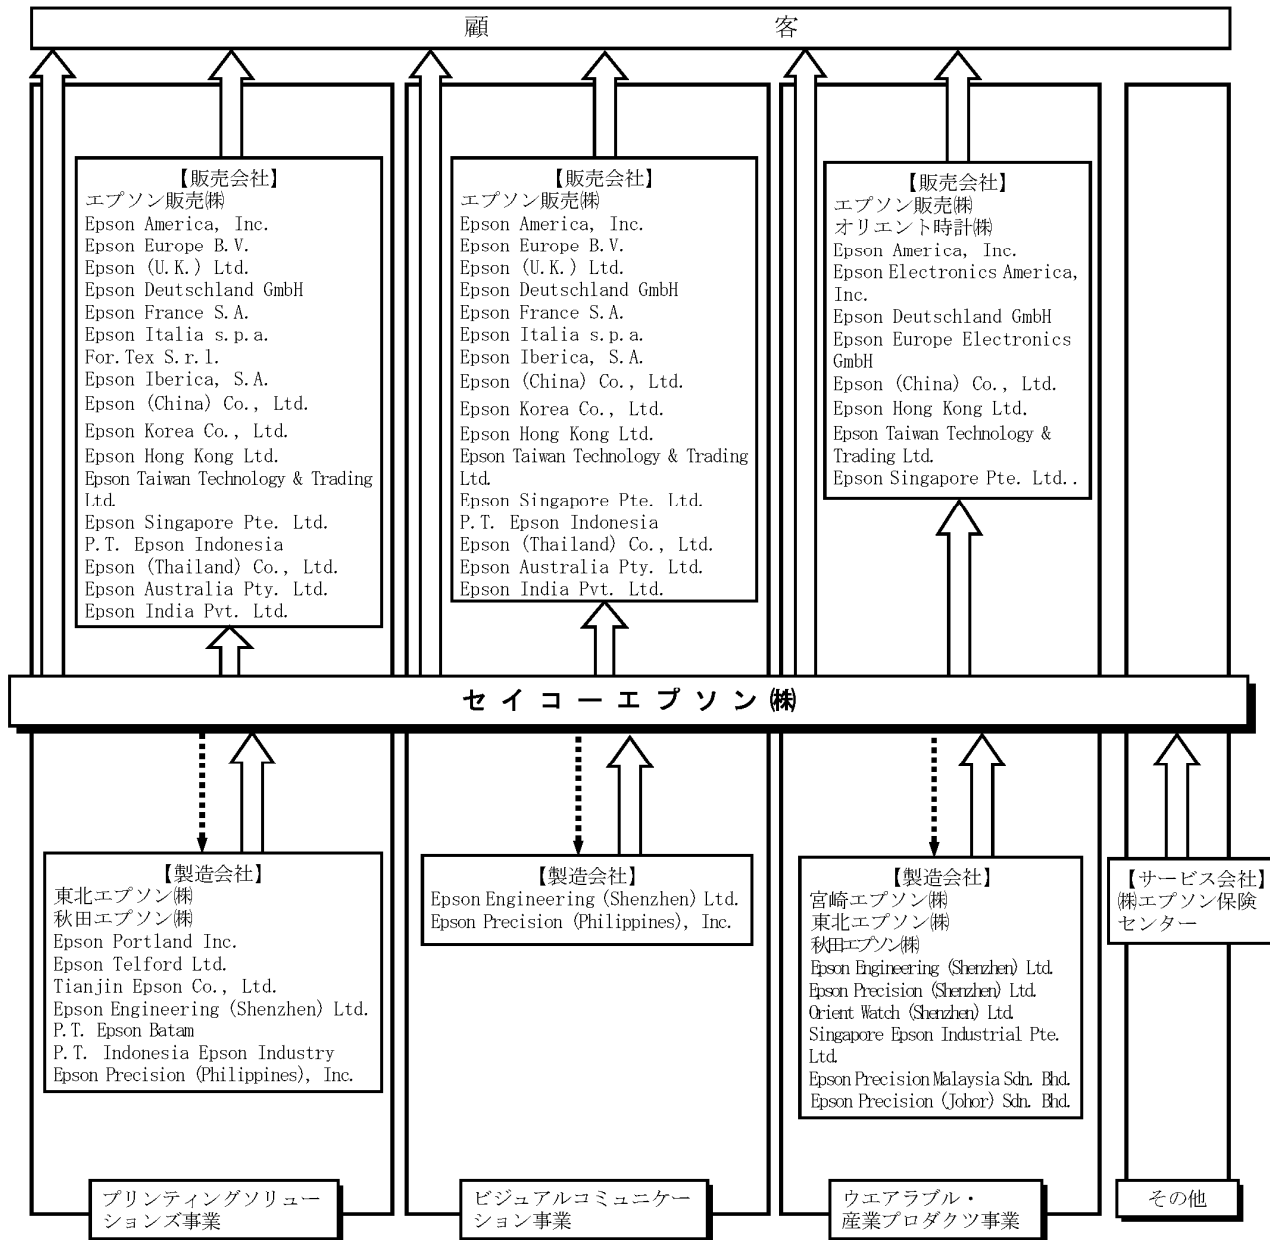 顧客
【販売会社】
エプソン販売㈱
Epson America, Inc.
Epson Europe B.V.
Epson (U.K.) Ltd.
Epson Deutschland GmbH
Epson France S.A.
Epson Italia s.p.a.
For.Tex S.r.l.
Epson Iberica, S.A.
Epson (China) Co., Ltd.
Epson Korea Co., Ltd.
Epson Hong Kong Ltd.
Epson Taiwan Technology & Trading
Ltd.
Epson Singapore Pte. Ltd.
P.T. Epson Indonesia
Epson (Thailand) Co., Ltd.
Epson Australia Pty. Ltd.
Epson India Pvt. Ltd.
【販売会社】
エプソン販売㈱
Epson America, Inc.
Epson Europe B.V.
Epson (U.K.) Ltd.
Epson Deutschland GmbH
Epson France S.A.
Epson Italia s.p.a.
Epson Iberica, S.A.
Epson (China) Co., Ltd.
Epson Korea Co., Ltd.
Epson Hong Kong Ltd.
Epson Taiwan Technology & Trading
Ltd.
Epson Singapore Pte. Ltd.
P.T. Epson Indonesia
Epson (Thailand) Co., Ltd.
Epson Australia Pty. Ltd.
Epson India Pvt. Ltd.
【販売会社】
エプソン販売㈱
オリエント時計㈱
Epson America, Inc.
Epson Electronics America,
Inc.
Epson Deutschland GmbH
Epson Europe Electronics
GmbH
Epson (China) Co., Ltd.
Epson Hong Kong Ltd.
Epson Taiwan Technology &
Trading Ltd.
Epson Singapore Pte. Ltd..
セイコーエプソン㈱
【製造会社】
東北エプソン㈱
秋田エプソン㈱
Epson Portland Inc.
Epson Telford Ltd.
Tianjin Epson Co., Ltd.
Epson Engineering (Shenzhen) Ltd.
P.T. Epson Batam
P.T. Indonesia Epson Industry
Epson Precision (Philippines), Inc.
【製造会社】
Epson Engineering (Shenzhen) Ltd.
Epson Precision (Philippines), Inc.
【製造会社】
宮崎エプソン㈱
東北エプソン㈱
秋田エプソン㈱
Epson Engineering (Shenzhen) Ltd.
Epson Precision (Shenzhen) Ltd.
Orient Watch (Shenzhen) Ltd.
Singapore Epson Industrial Pte.
Ltd.
Epson Precision Malaysia Sdn. Bhd.
Epson Precision (Johor) Sdn. Bhd.
【サービス会社】
㈱エプソン保険
センター
プリンティングソリュー
ションズ事業
ビジュアルコミュニケー
ション事業
ウエアラブル・
産業プロダクツ事業
その他